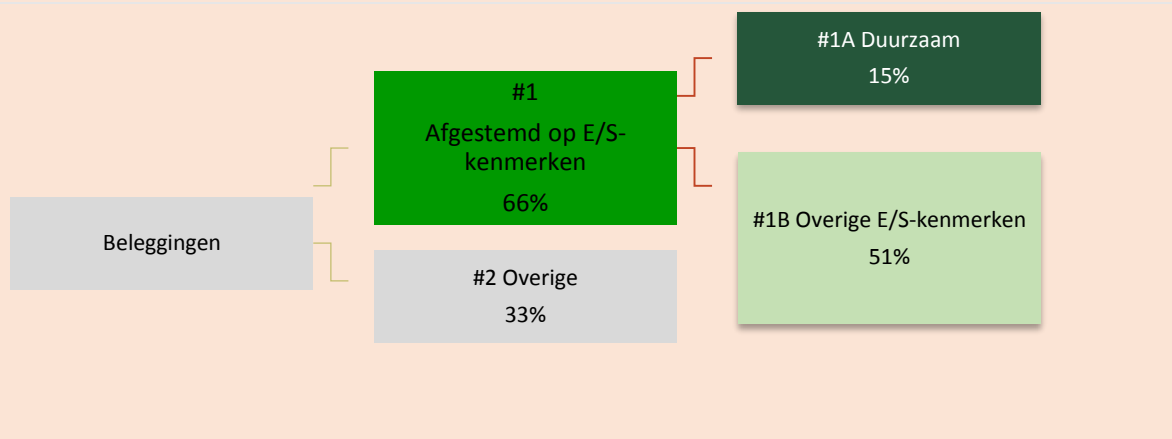 Beleggingen
#1
Afgestemd op E/S-
kenmerken
66%
#2 Overige
33%
#1A Duurzaam
15%
#1B Overige E/S-kenmerken
51%